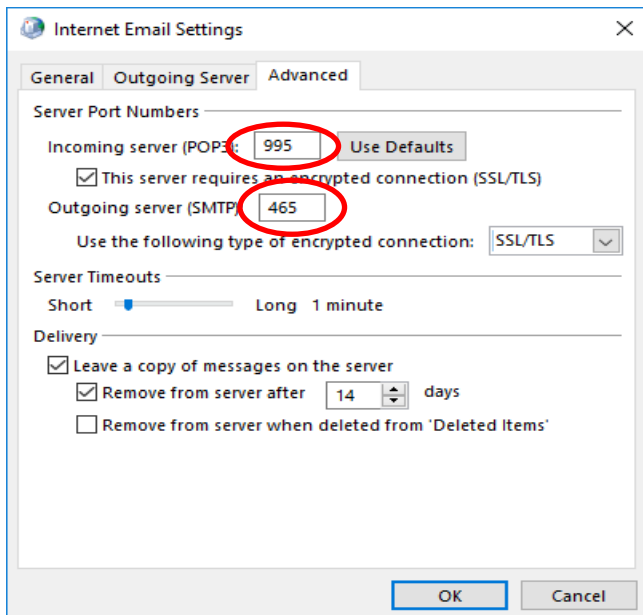 Internet Email Settings
General Outgoing Server Advanced
Server Port Numbers
Incoming server (POP3): 995 Use Defaults
This server requires an encrypted connection (SSL/TLS)
Outgoing server (SMTP) 465
Use the following type of encrypted connection: SSL/TLS
Server Timeouts
Short Long 1 minute
Delivery
Leave a copy of messages on the server
Remove from server after 14 days
Remove from server when deleted from 'Deleted Items'
OK Cancel